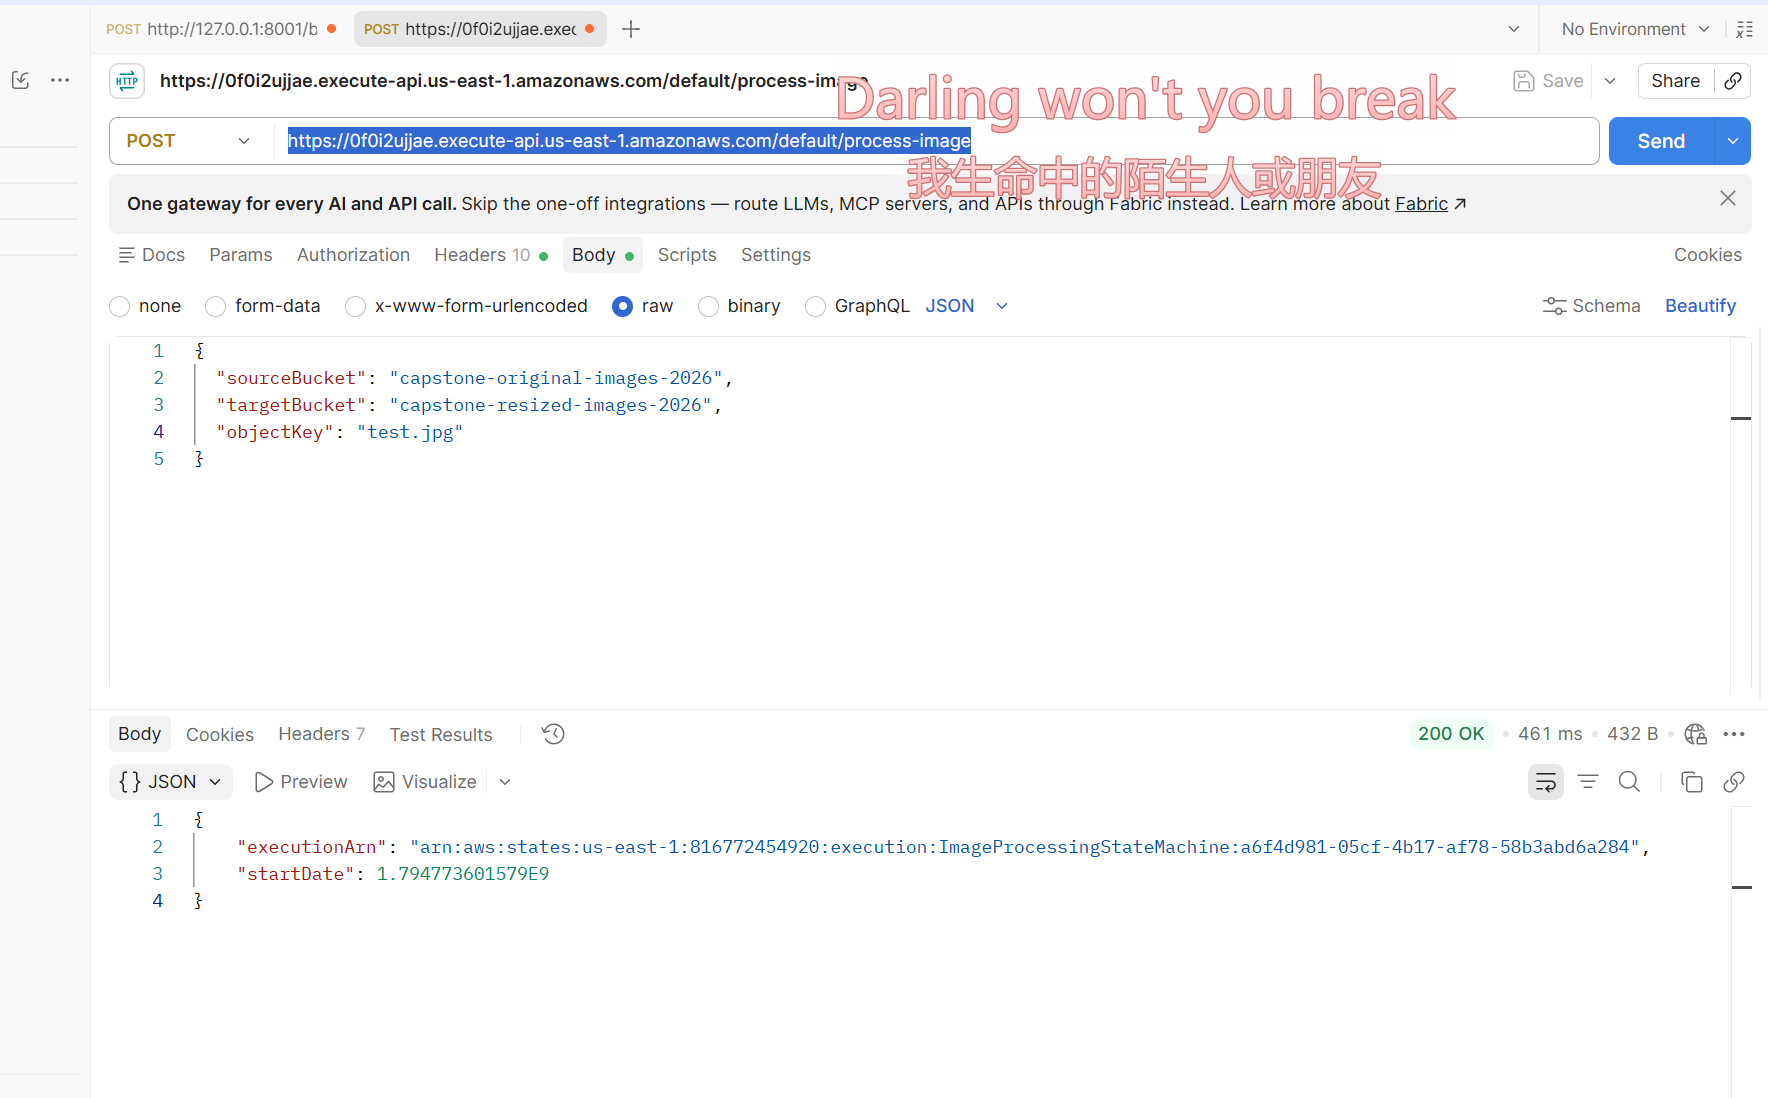 POST http://127.0.0.1:8001/b
POST https://0f0i2ujjae.exec
No Environment
HTTP
https://0f0i2ujjae.execute-api.us-east-1.amazonaws.com/default/process-image
Save
Share
Darling won't you break
POST
https://0f0i2ujjae.execute-api.us-east-1.amazonaws.com/default/process-image
Send
我生命中的陌生人或朋友
One gateway for every AI and API call. Skip the one-off integrations — route LLMs, MCP servers, and APIs through Fabric instead. Learn more about Fabric ↗
Docs Params Authorization Headers 10 Body Scripts Settings Cookies
none form-data x-www-form-urlencoded raw binary GraphQL JSON Schema Beautify
1 {
2 "sourceBucket": "capstone-original-images-2026",
3 "targetBucket": "capstone-resized-images-2026",
4 "objectKey": "test.jpg"
5 }
Body Cookies Headers 7 Test Results 200 OK 461 ms 432 B
{} JSON Preview Visualize
1 {
2 "executionArn": "arn:aws:states:us-east-1:816772454920:execution:ImageProcessingStateMachine:a6f4d981-05cf-4b17-af78-58b3abd6a284",
3 "startDate": 1.794773601579E9
4 }